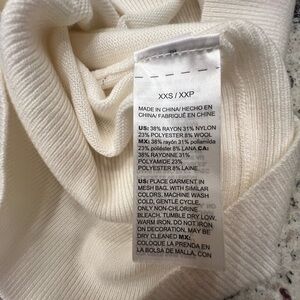 XXS / XXP
MADE IN CHINA/ HECHO EN
CHINA/ FABRIQUÉ EN CHINE
US: 38% RAYON 31% NYLON
23% POLYESTER 8% WOOL
MX: 38% rayón 31% poliamida
23% poliéster 8% LANA CA:
38% RAYONNE 31%
POLYAMIDE 23%
POLYESTER 8% LAINE
US: PLACE GARMENT IN
MESH BAG, WITH SIMILAR
COLORS, MACHINE WASH
COLD, GENTLE CYCLE.
ONLY NON-CHLORINE
BLEACH, TUMBLE DRY LOW,
WARM IRON, DO NOT IRON
ON DECORATION, MAY BE
DRY CLEANED MX:
COLOQUE LA PRENDA EN
LA BOLSA DE MALLA, CON